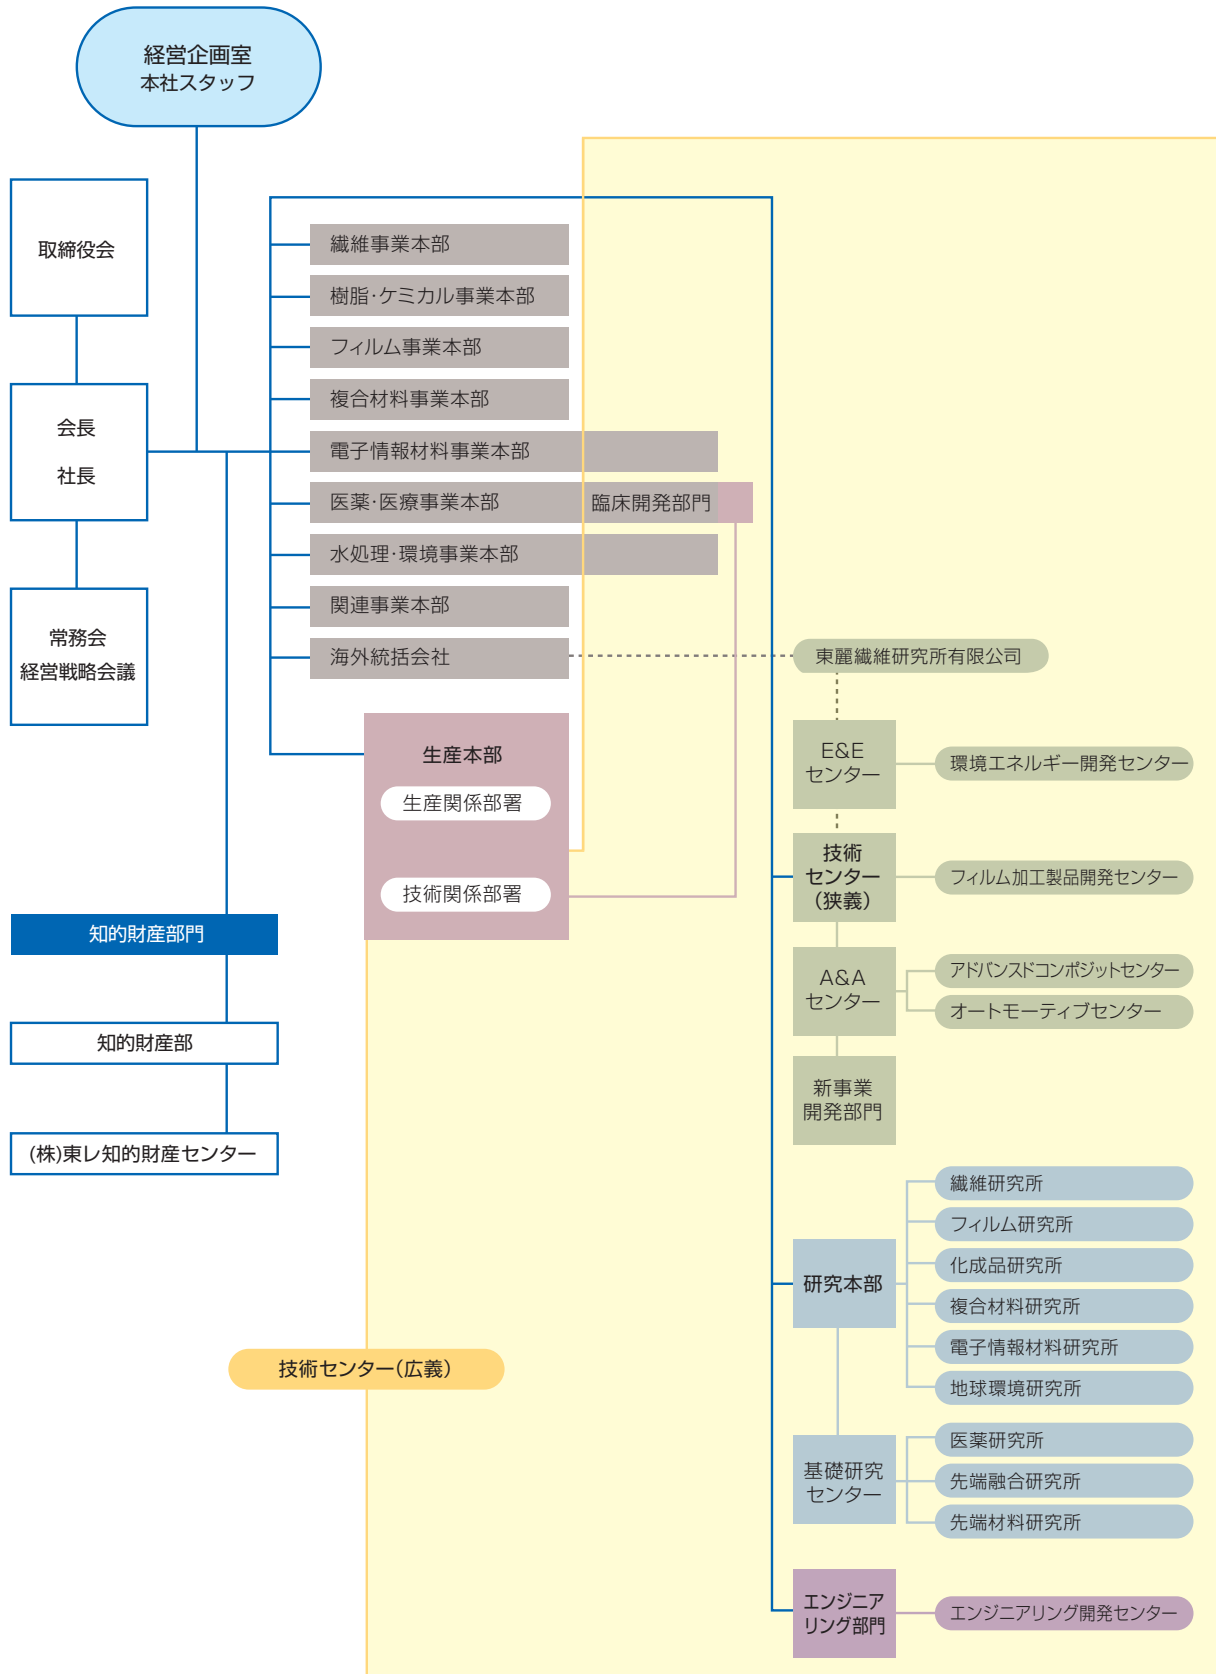 経営企画室
本社スタッフ
取締役会
会長
社長
常務会
経営戦略会議
繊維事業本部
樹脂・ケミカル事業本部
フィルム事業本部
複合材料事業本部
電子情報材料事業本部
医薬・医療事業本部
臨床開発部門
水処理・環境事業本部
関連事業本部
海外統括会社
生産本部
生産関係部署
技術関係部署
知的財産部門
知的財産部
(株)東レ知的財産センター
技術センター(広義)
東麗繊維研究所有限公司
E&E
センター
環境エネルギー開発センター
技術
センター
(狭義)
フィルム加工製品開発センター
A&A
センター
アドバンスドコンポジットセンター
オートモーティブセンター
新事業
開発部門
研究本部
繊維研究所
フィルム研究所
化成品研究所
複合材料研究所
電子情報材料研究所
地球環境研究所
基礎研究
センター
医薬研究所
先端融合研究所
先端材料研究所
エンジニア
リング部門
エンジニアリング開発センター